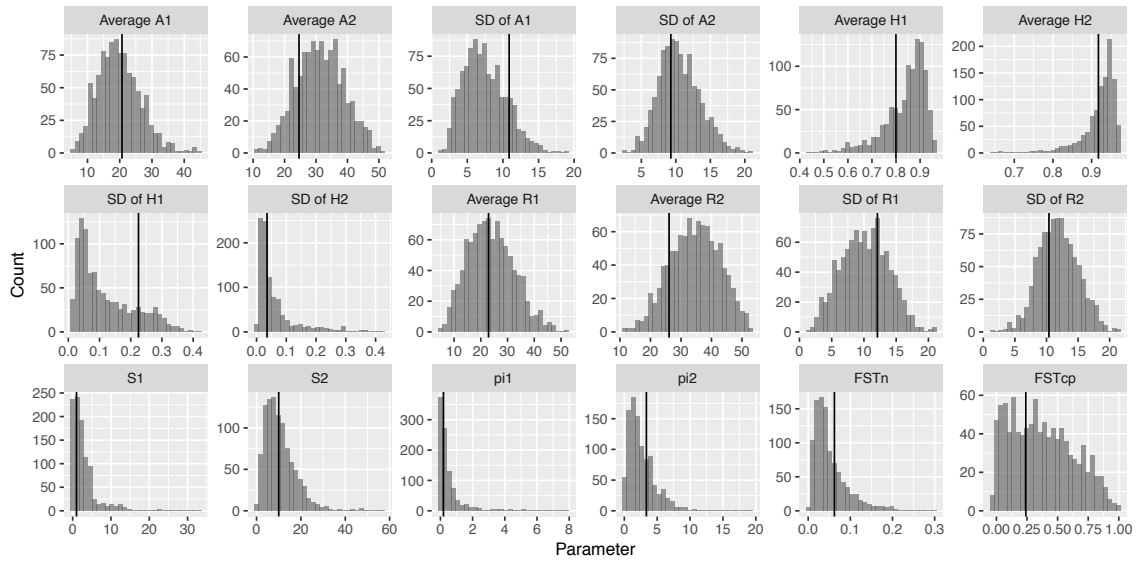 Average A1 Average A2 SD of A1 SD of A2 Average H1 Average H2
75 50 25 0
60 40 20 0
75 50 25 0
75 50 25 0
100 50 0
200 150 100 50 0
10 20 30 40
10 20 30 40 50
0 5 10 15 20
5 10 15 20
0.4 0.5 0.6 0.7 0.8 0.9
0.7 0.8 0.9
SD of H1 SD of H2 Average R1 Average R2 SD of R1 SD of R2
100 50 0
200 100 0
60 40 20 0
60 40 20 0
60 40 20 0
75 50 25 0
0.0 0.1 0.2 0.3 0.4
0.0 0.1 0.2 0.3 0.4
10 20 30 40 50
10 20 30 40 50
0 5 10 15 20
0 5 10 15 20
Count
S1 S2 pi1 pi2 FSTn FSTcp
250 200 150 100 50 0
100 50 0
300 200 100 0
150 100 50 0
150 100 50 0
60 40 20 0
0 10 20 30
0 20 40 60
0 2 4 6 8
0 5 10 15 20
0.0 0.1 0.2 0.3
0.00 0.25 0.50 0.75 1.00
Parameter